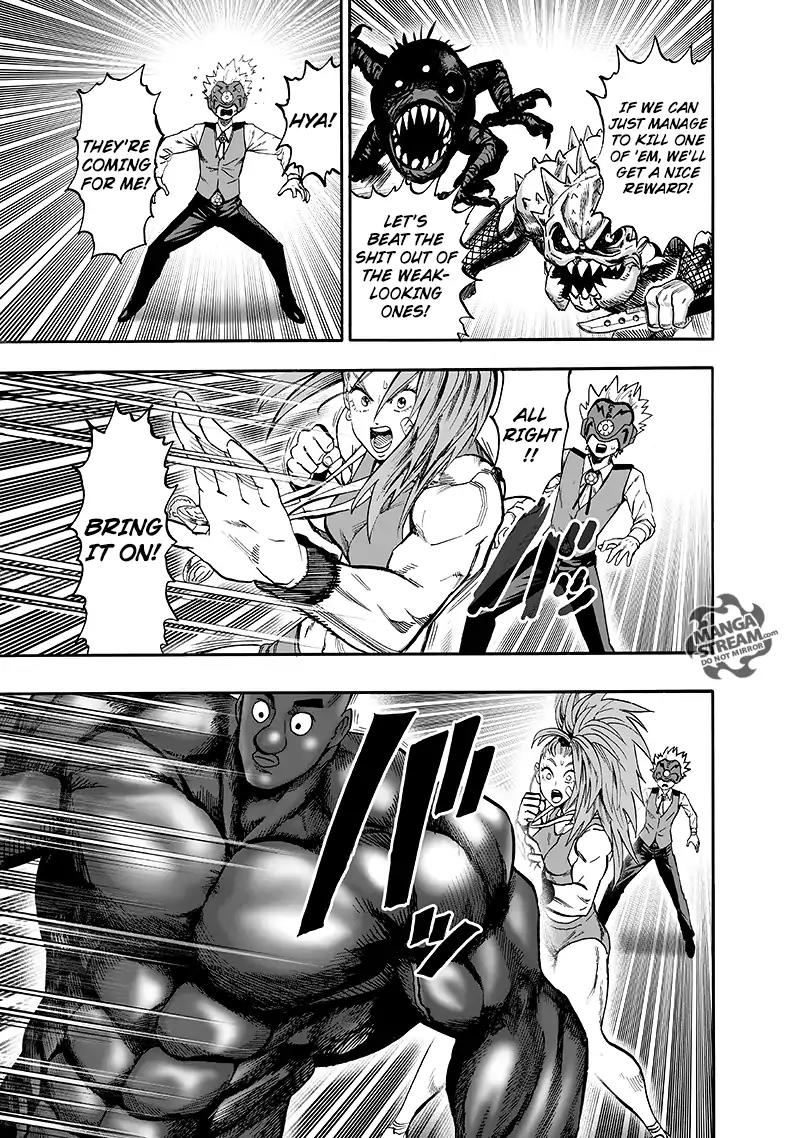 IF WE CAN
JUST MANAGE
TO KILL ONE
OF 'EM, WE'LL
GET A NICE
REWARD!
LET'S
BEAT THE
SHIT OUT OF
THE WEAK-
LOOKING
ONES!
HYA!
THEY'RE
COMING
FOR ME!
ALL
RIGHT
!!
BRING
IT ON!
バッ
MANGA
STREAM.com
DO NOT MIRROR